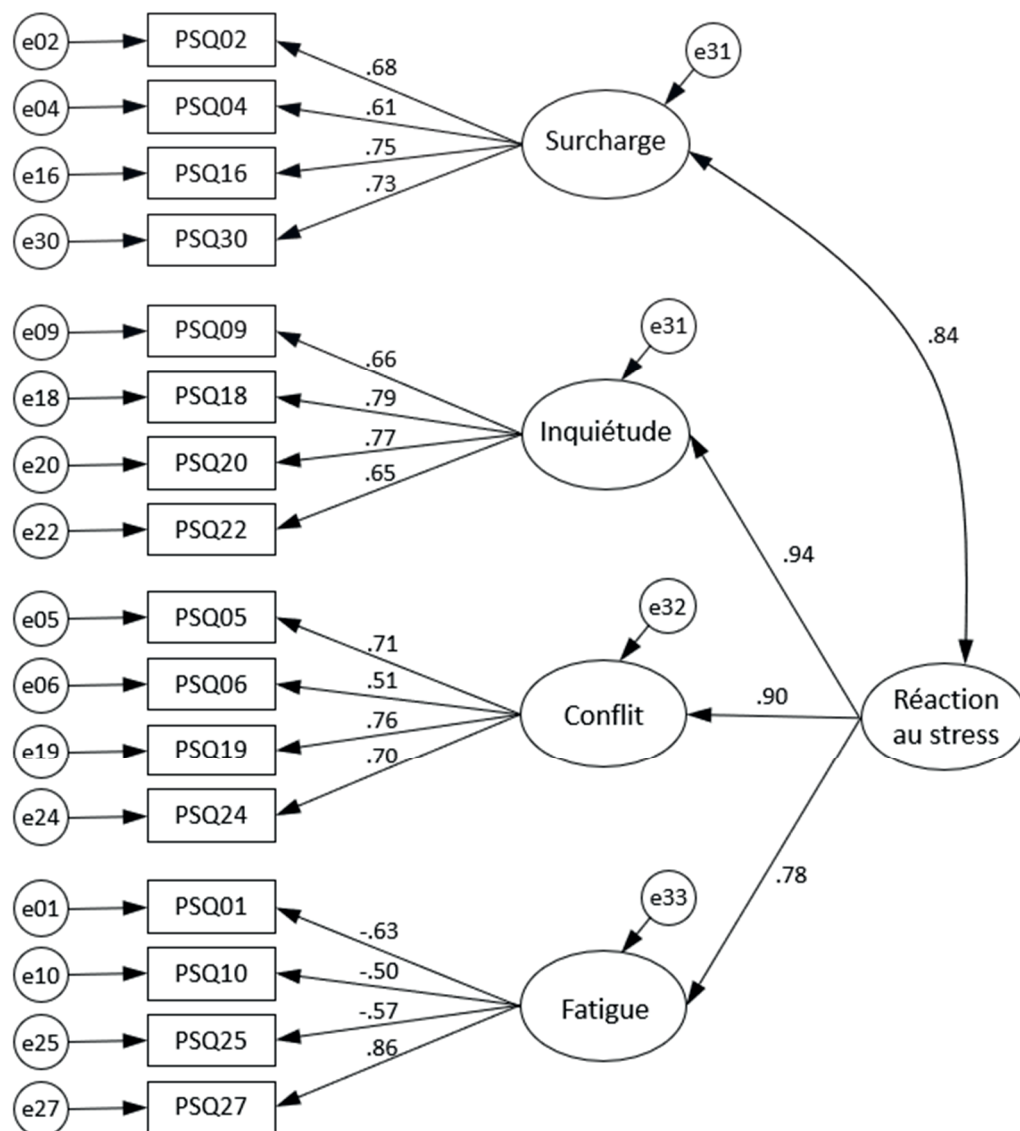 e02 PSQ02
.68
e31
e04 PSQ04
.61
Surcharge
e16 PSQ16
.75
e30 PSQ30
.73
.84
e09 PSQ09
.66
e31
e18 PSQ18
.79
Inquiétude
e20 PSQ20
.77
e22 PSQ22
.65
.94
e05 PSQ05
.71
e32
e06 PSQ06
.51
Conflit
.90
Réaction
au stress
e19 PSQ19
.76
e24 PSQ24
.70
.78
e01 PSQ01
-.63
e33
e10 PSQ10
-.50
Fatigue
e25 PSQ25
-.57
e27 PSQ27
.86